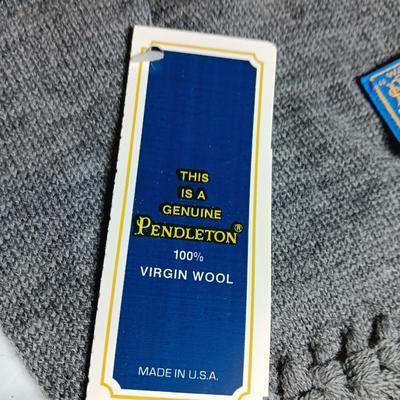 THIS
IS A
GENUINE
PENDLETON®
100%
VIRGIN WOOL
MADE IN U.S.A.